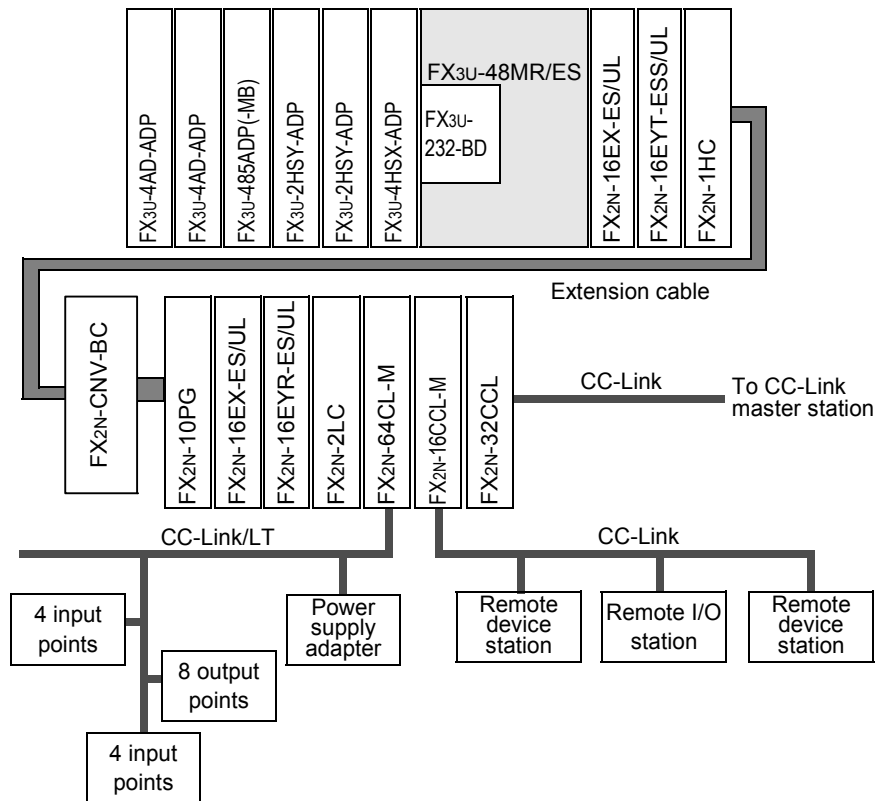 FX3U-4AD-ADP
FX3U-4AD-ADP
FX3U-485ADP(-MB)
FX3U-2HSY-ADP
FX3U-2HSY-ADP
FX3U-4HSX-ADP
FX3U-48MR/ES
FX3U-
232-BD
FX2N-16EX-ES/UL
FX2N-16EYT-ESS/UL
FX2N-1HC
Extension cable
FX2N-CNV-BC
FX2N-10PG
FX2N-16EX-ES/UL
FX2N-16EYR-ES/UL
FX2N-2LC
FX2N-64CL-M
FX2N-16CCL-M
FX2N-32CCL
CC-Link
To CC-Link
master station
CC-Link/LT
CC-Link
4 input
points
Power
supply
adapter
Remote
device
station
Remote I/O
station
Remote
device
station
8 output
points
4 input
points